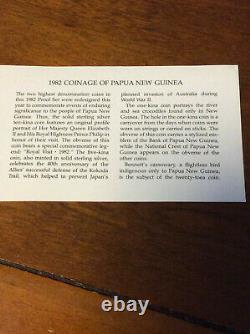 1982 COINAGE OF PAPUA NEW GUINEA
The two highest denomination coins in
this 1982 Proof Set were redesigned this
year to commemorate events of enduring
significance to the people of Papua New
Guinea. Thus, the solid sterling silver
ten-kina coin features an original profile
portrait of Her Majesty Queen Elizabeth
II and His Royal Highness Prince Philip in
honor of their visit. The obverse of this
coin bears a special commemorative leg-
end: "Royal Visit • 1982." The five-kina
coin, also minted in solid sterling silver,
celebrates the 40th anniversary of the
Allies' successful defense of the Kokoda
Trail, which helped to prevent Japan's
planned invasion of Australia during
World War II.
The one-kina coin portrays the river
and sea crocodiles found only in New
Guinea. The hole in the one-kina coin is a
carryover from the days when coins were
worn on strings or carried on sticks. The
obverse of this coin carries the stylized em-
blem of the Bank of Papua New Guinea,
while the National Crest of Papua New
Guinea appears on the obverse of the
other coins.
Bennett's cassowary, a flightless bird
indigenous only to Papua New Guinea,
is the subject of the twenty-toea coin.